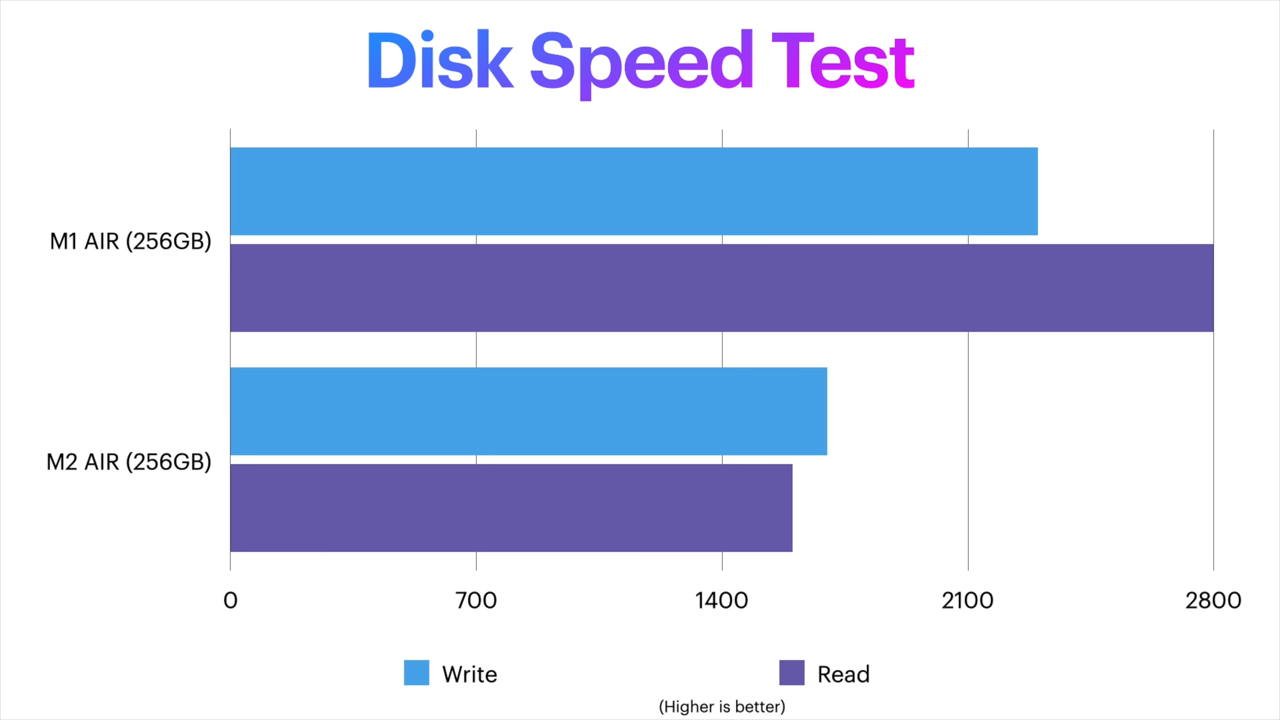 Disk Speed Test
M1 AIR (256GB)
M2 AIR (256GB)
0 700 1400 2100 2800
Write Read
(Higher is better)